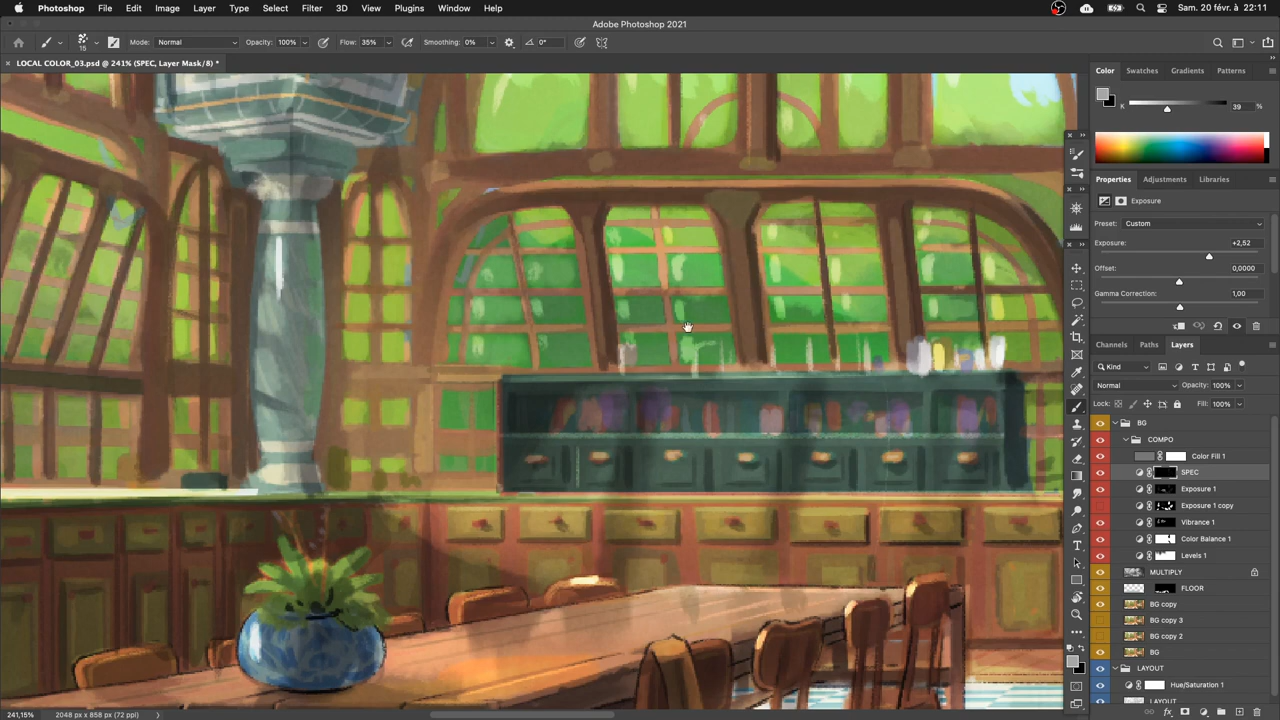 Photoshop File Edit Image Layer Type Select Filter 3D View Plugins Window Help Sam. 20 févr. à 22:11
Adobe Photoshop 2021
15 Mode: Normal Opacity: 100% Flow: 35% Smoothing: 0% 0°
× LOCAL COLOR_03.psd @ 241% (SPEC, Layer Mask/8) *
Color Swatches Gradients Patterns
K 39 %
Properties Adjustments Libraries
Exposure
Preset: Custom
Exposure: +2,52
Offset: 0,0000
Gamma Correction: 1,00
Channels Paths Layers
Kind
Normal Opacity: 100%
Lock: Fill: 100%
BG
COMPO
Color Fill 1
SPEC
Exposure 1
Exposure 1 copy
Vibrance 1
Color Balance 1
Levels 1
MULTIPLY
FLOOR
BG copy
BG copy 3
BG copy 2
BG
LAYOUT
Hue/Saturation 1
LAYOUT
241,15% 2048 px x 858 px (72 ppi)